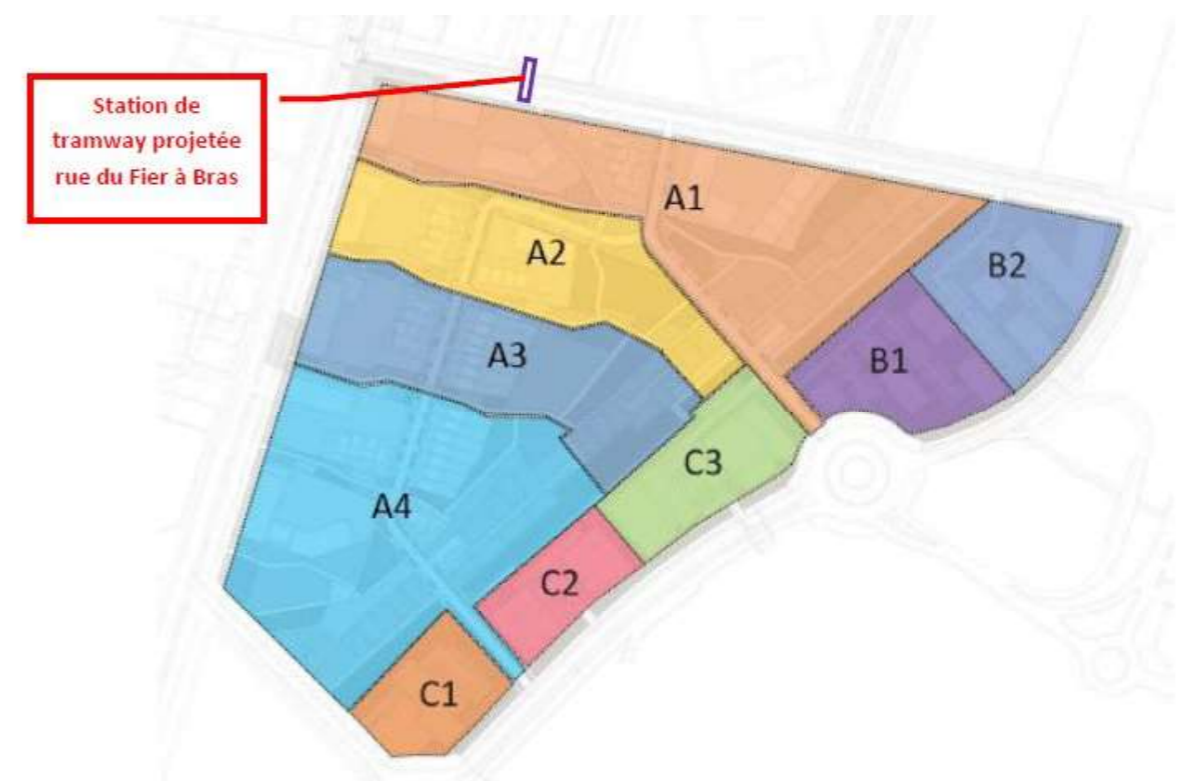 Station de
tramway projetée
rue du Fier à Bras
A1
A2
B2
A3
B1
C3
A4
C2
C1